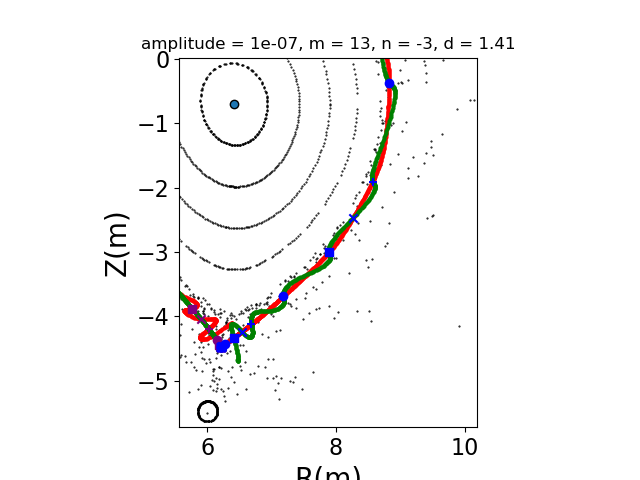 amplitude = 1e-07, m = 13, n = -3, d = 1.41
0
−1
−2
−3
−4
−5
Z(m)
6 8 10
R(m)